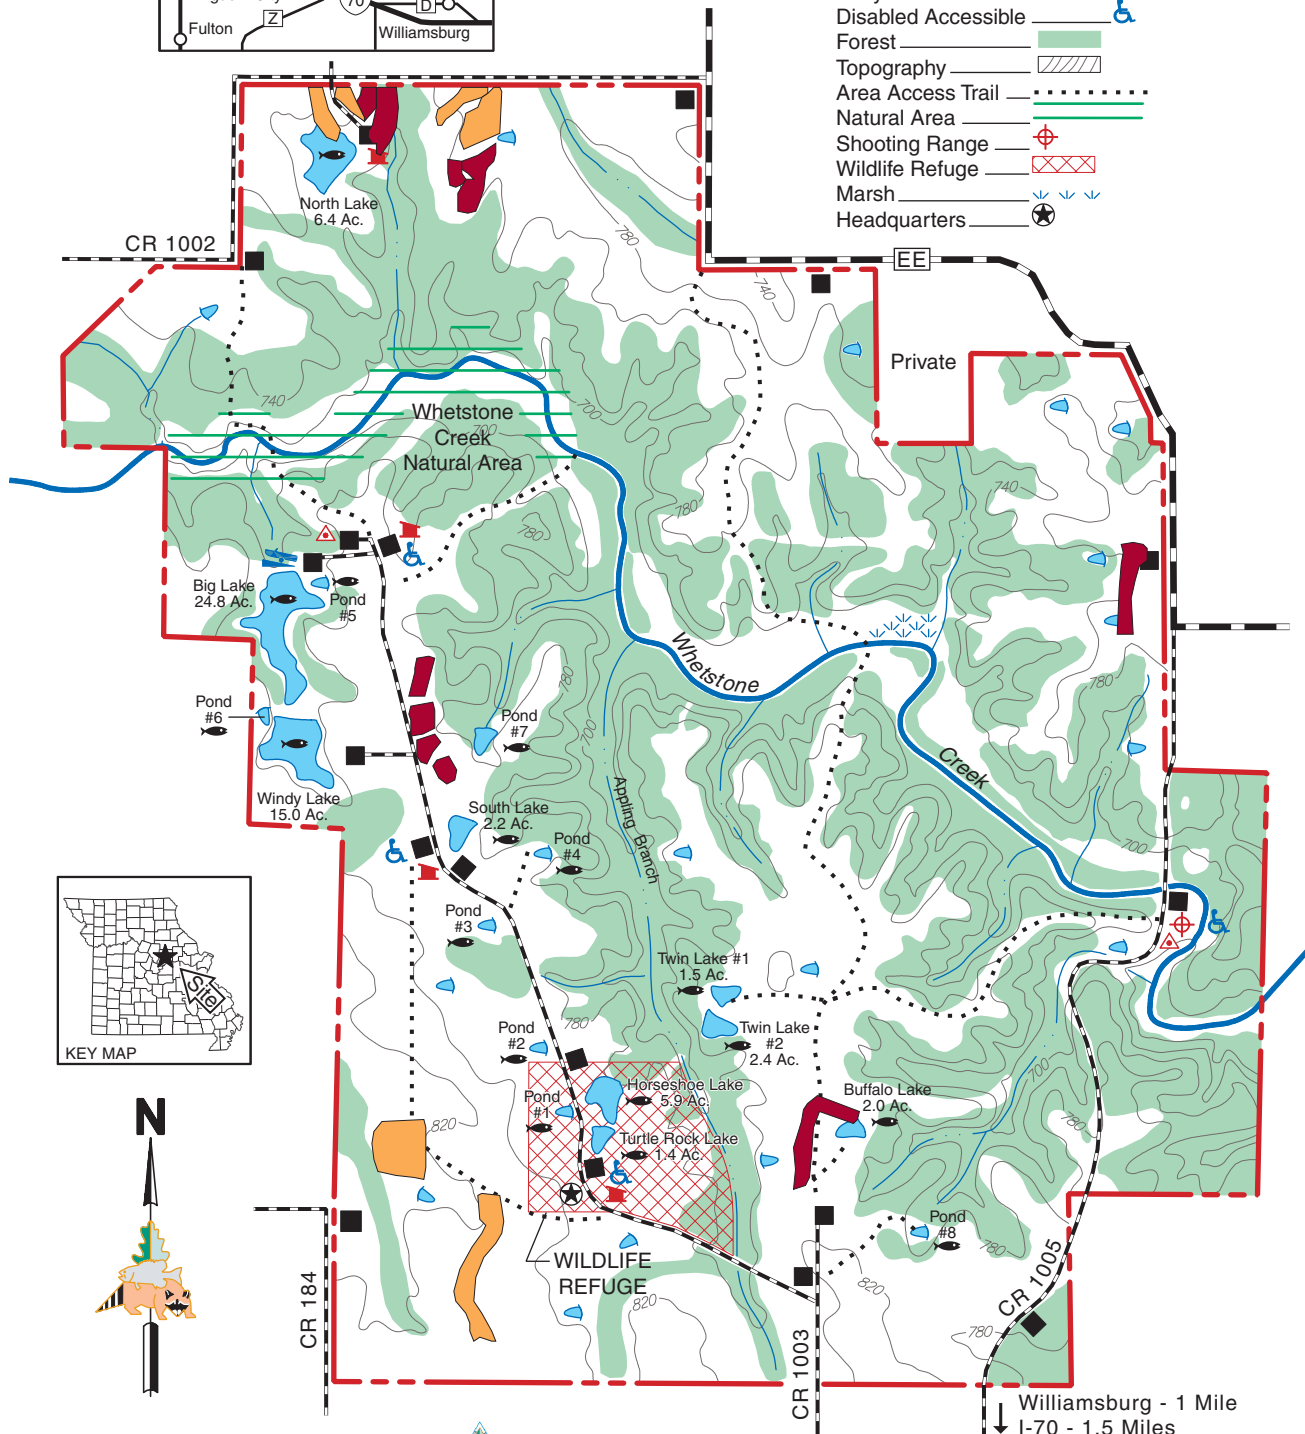 Fulton
Z
70
D
Williamsburg
Disabled Accessible
Forest
Topography
Area Access Trail
Natural Area
Shooting Range
Wildlife Refuge
Marsh
Headquarters
North Lake
6.4 Ac.
780
CR 1002
EE
740
Private
740
Whetstone
Creek
Natural Area
700
700
780
780
740
Big Lake
24.8 Ac.
Pond
#5
Whetstone
780
780
Pond
#6
Pond
#7
700
Creek
Windy Lake
15.0 Ac.
South Lake
2.2 Ac.
Appling Branch
Pond
#4
700
Pond
#3
Twin Lake #1
1.5 Ac.
Site
KEY MAP
780
Pond
#2
Twin Lake
#2
2.4 Ac.
700
Horseshoe Lake
5.9 Ac.
Pond
#1
Buffalo Lake
2.0 Ac.
N
820
780
Turtle Rock Lake
1.4 Ac.
Pond
#8
780
WILDLIFE
REFUGE
CR 184
820
820
CR 1005
780
CR 1003
Williamsburg - 1 Mile
I-70 - 1.5 Miles